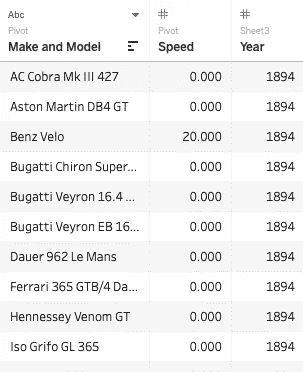 Abc
Pivot Pivot Sheet3
Make and Model Speed Year
AC Cobra Mk III 427 0.000 1894
Aston Martin DB4 GT 0.000 1894
Benz Velo 20.000 1894
Bugatti Chiron Super... 0.000 1894
Bugatti Veyron 16.4 ... 0.000 1894
Bugatti Veyron EB 16... 0.000 1894
Dauer 962 Le Mans 0.000 1894
Ferrari 365 GTB/4 Da... 0.000 1894
Hennessey Venom GT 0.000 1894
Iso Grifo GL 365 0.000 1894